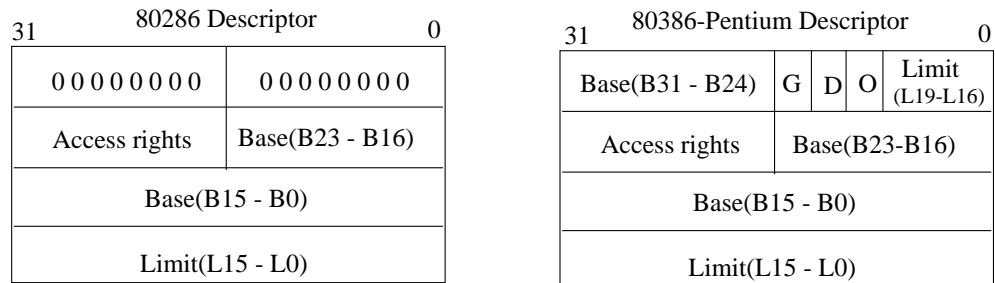 80286 Descriptor
31 0
0 0 0 0 0 0 0 0 0 0 0 0 0 0 0 0
Access rights Base(B23 - B16)
Base(B15 - B0)
Limit(L15 - L0)
80386-Pentium Descriptor
31 0
Base(B31 - B24) G D O Limit
(L19-L16)
Access rights Base(B23-B16)
Base(B15 - B0)
Limit(L15 - L0)